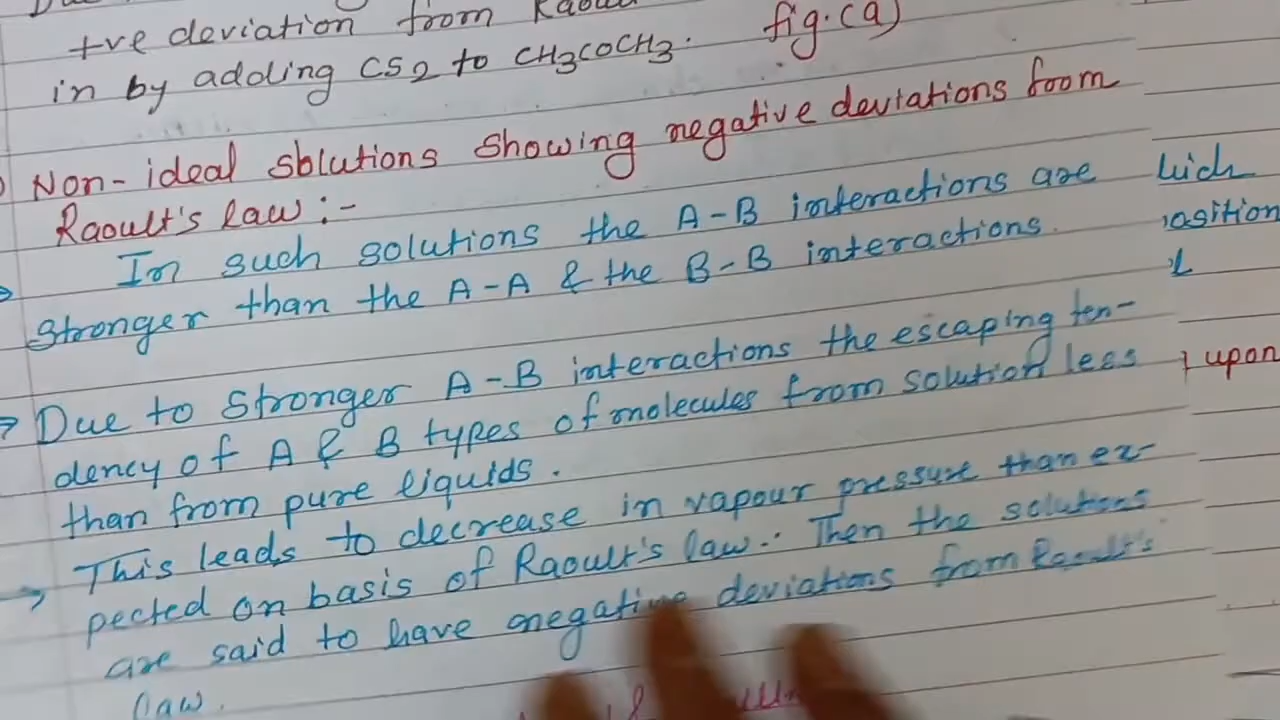 +ve deviation from Raoul
in by adding CS2 to CH3COCH3. fig.(a)
Non-ideal solutions showing negative deviations from
Raoult's law :-
In such solutions the A-B interactions are
stronger than the A-A & the B-B interactions.
Due to stronger A-B interactions the escaping ten-
dency of A & B types of molecules from solution less
than from pure liquids.
→ This leads to decrease in vapour pressure than ex-
pected on basis of Raoult's law. Then the solutions
are said to have negative deviations from Raoult's
law.
hich
osition
upon